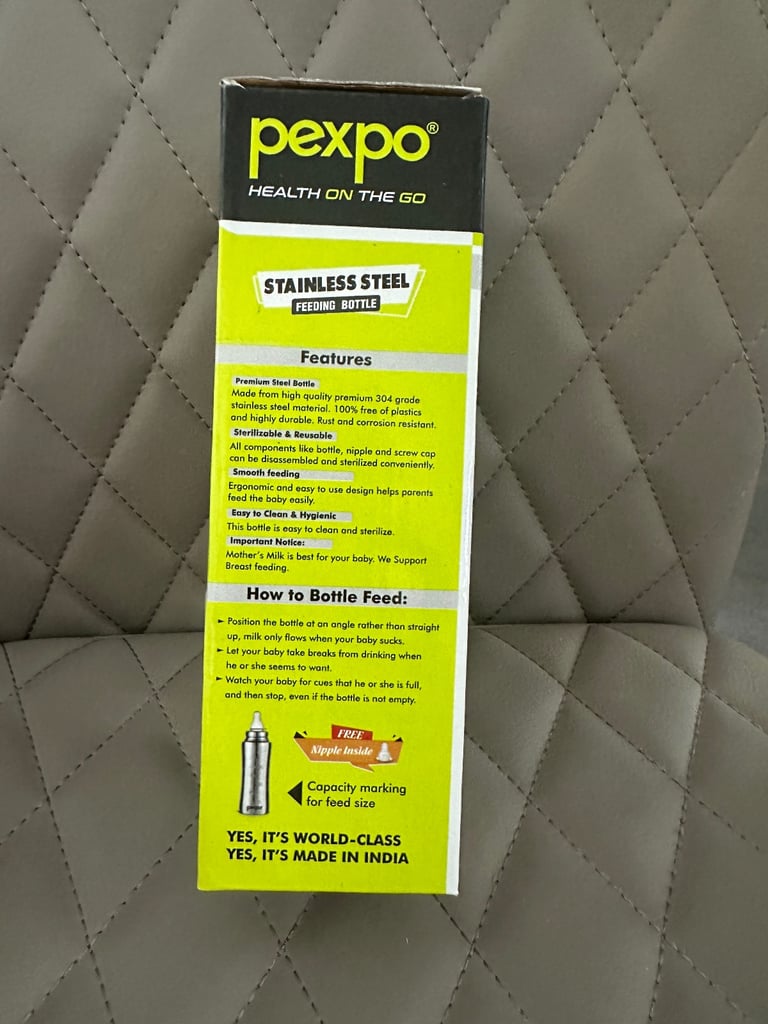 pexpo®
HEALTH ON THE GO
STAINLESS STEEL
FEEDING BOTTLE
Features
Premium Steel Bottle
Made from high quality premium 304 grade
stainless steel material. 100% free of plastics
and highly durable. Rust and corrosion resistant.
Sterilizable & Reusable
All components like bottle, nipple and screw cap
can be disassembled and sterilized conveniently.
Smooth feeding
Ergonomic and easy to use design helps parents
feed the baby easily.
Easy to Clean & Hygienic
This bottle is easy to clean and sterilize.
Important Notice:
Mother's Milk is best for your baby. We Support
Breast feeding.
How to Bottle Feed:
► Position the bottle at an angle rather than straight
up, milk only flows when your baby sucks.
► Let your baby take breaks from drinking when
he or she seems to want.
► Watch your baby for cues that he or she is full,
and then stop, even if the bottle is not empty.
FREE
Nipple Inside
pexpo
Capacity marking
for feed size
YES, IT'S WORLD-CLASS
YES, IT'S MADE IN INDIA